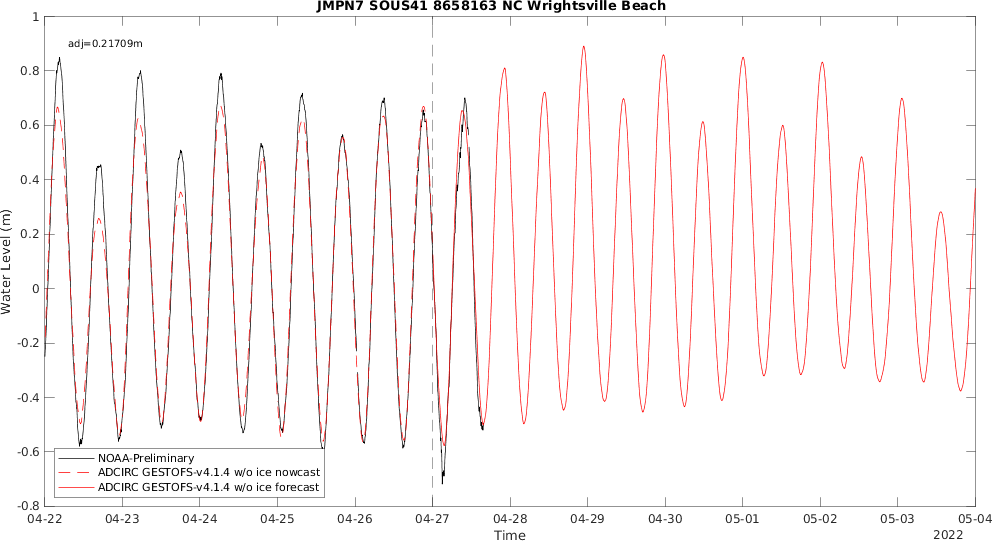 JMPN7 SOUS41 8658163 NC Wrightsville Beach
adj=0.21709m
1
0.8
0.6
0.4
0.2
0
-0.2
-0.4
-0.6
-0.8
Water Level (m)
NOAA-Preliminary
ADCIRC GESTOFS-v4.1.4 w/o ice nowcast
ADCIRC GESTOFS-v4.1.4 w/o ice forecast
04-22 04-23 04-24 04-25 04-26 04-27 04-28 04-29 04-30 05-01 05-02 05-03 05-04
Time
2022